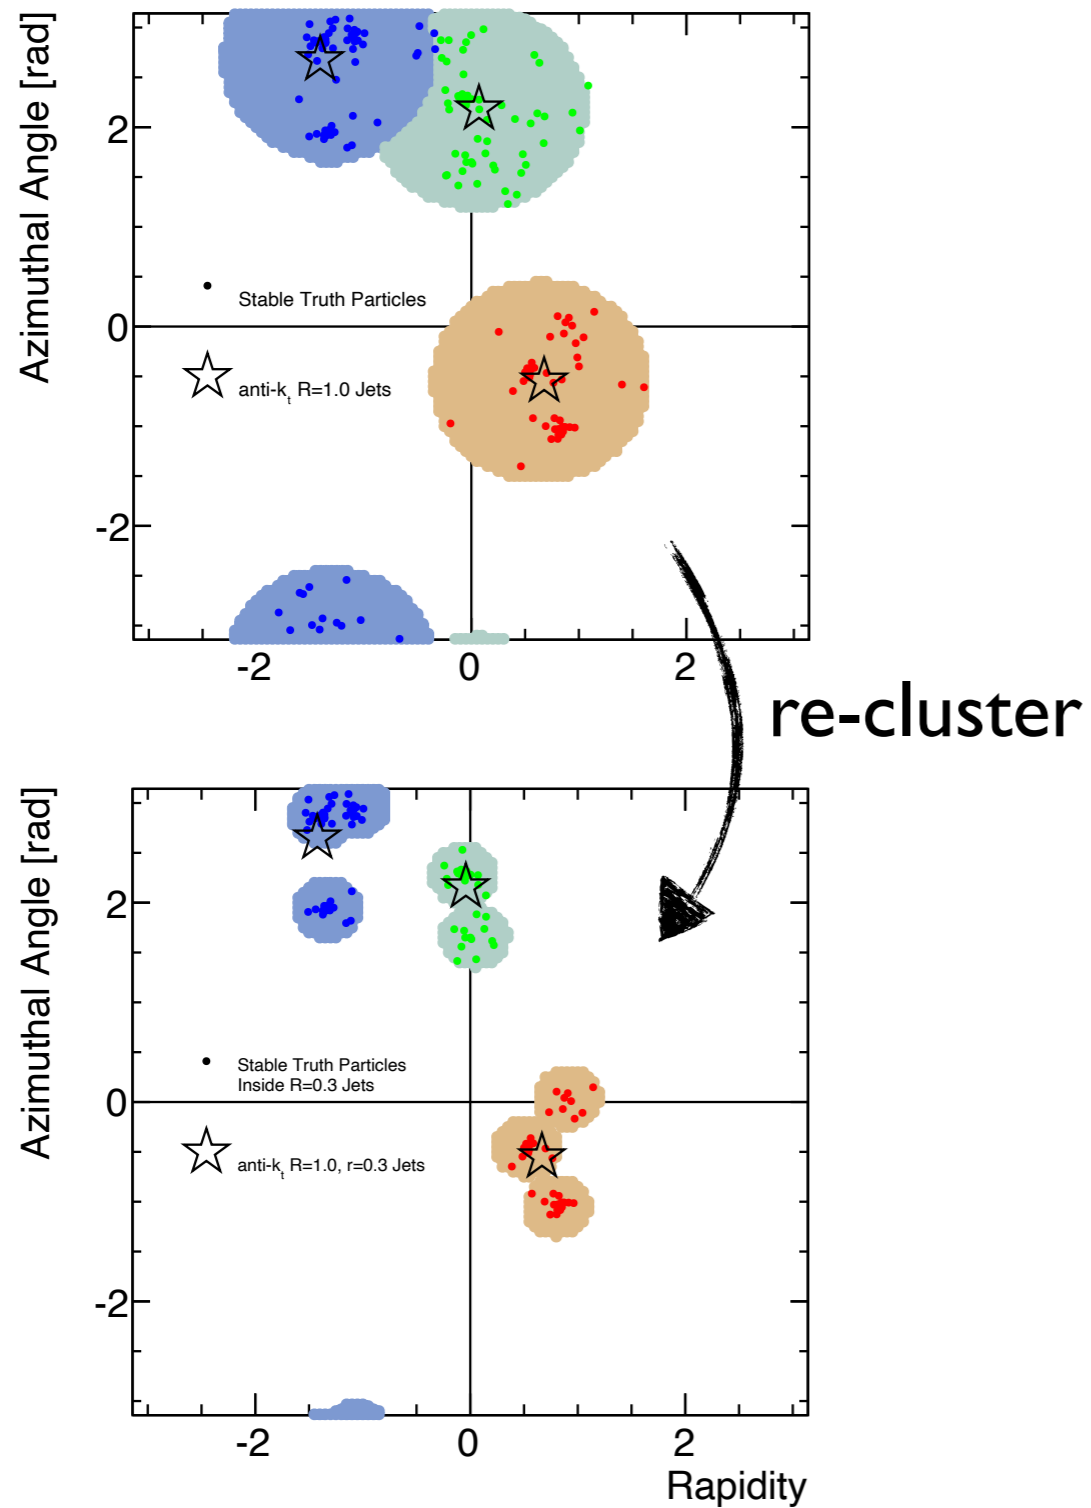 Azimuthal Angle [rad]
2
0
-2
Stable Truth Particles
anti-kt R=1.0 Jets
-2
0
2
re-cluster
Azimuthal Angle [rad]
2
0
-2
Stable Truth Particles
Inside R=0.3 Jets
anti-kt R=1.0, r=0.3 Jets
-2
0
2
Rapidity